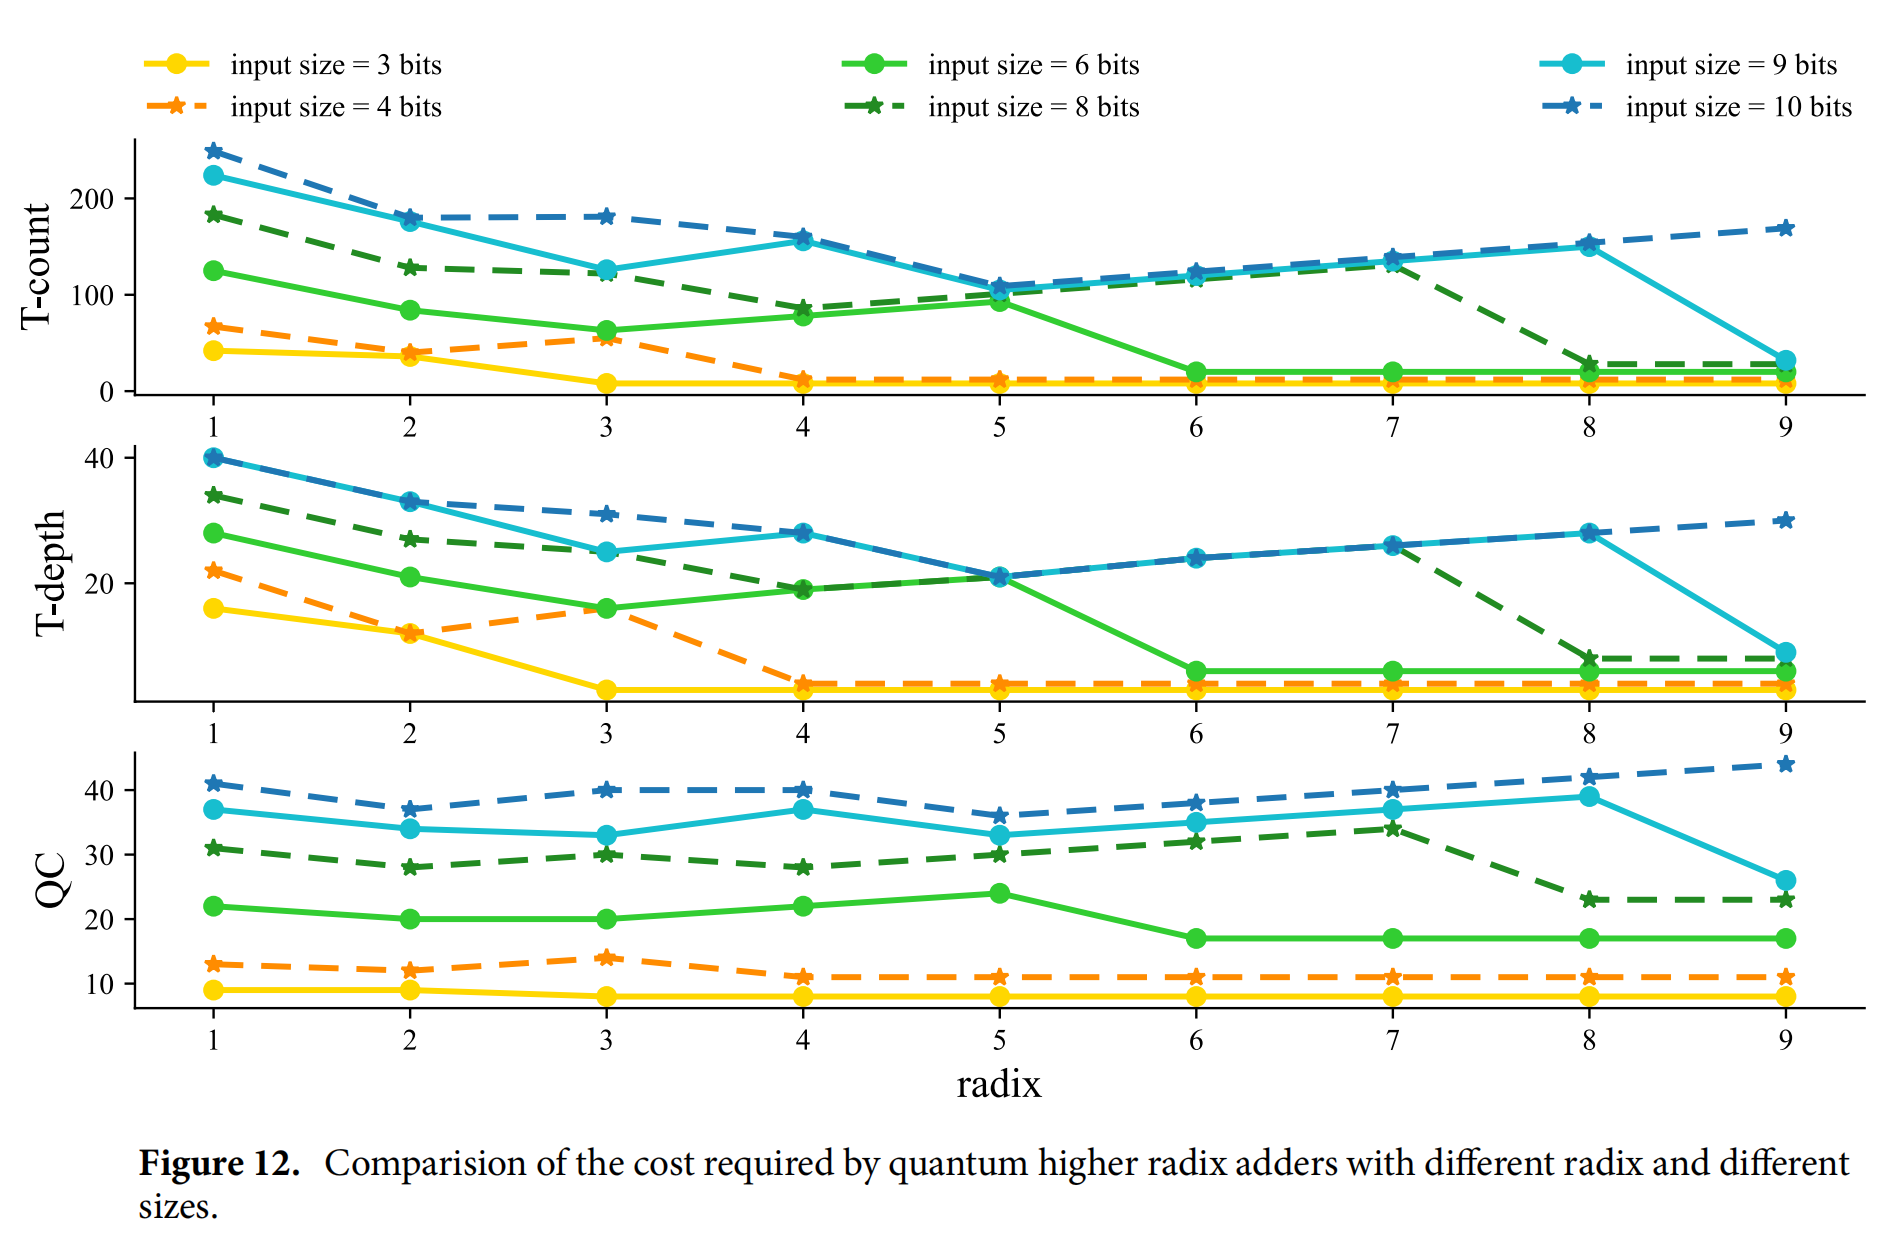 input size = 3 bits
input size = 6 bits
input size = 9 bits
input size = 4 bits
input size = 8 bits
input size = 10 bits
T-count
200
100
0
1 2 3 4 5 6 7 8 9
T-depth
40
20
1 2 3 4 5 6 7 8 9
QC
40
30
20
10
1 2 3 4 5 6 7 8 9
radix
Figure 12. Comparision of the cost required by quantum higher radix adders with different radix and different
sizes.